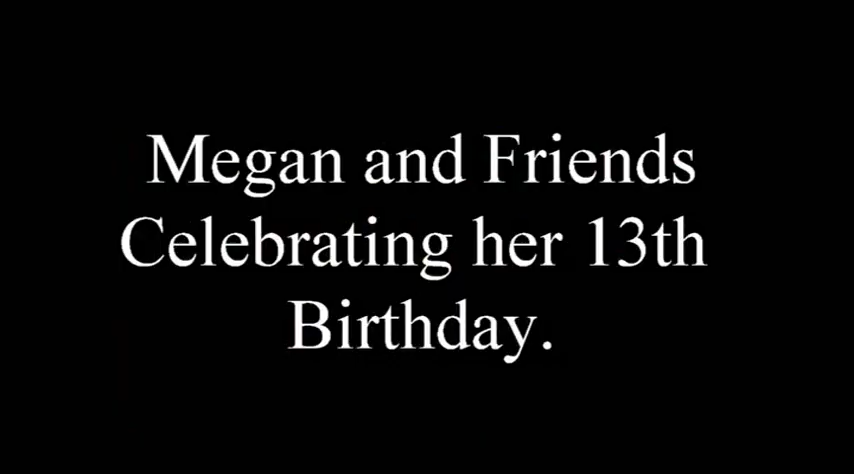 Megan and Friends
Celebrating her 13th
Birthday.